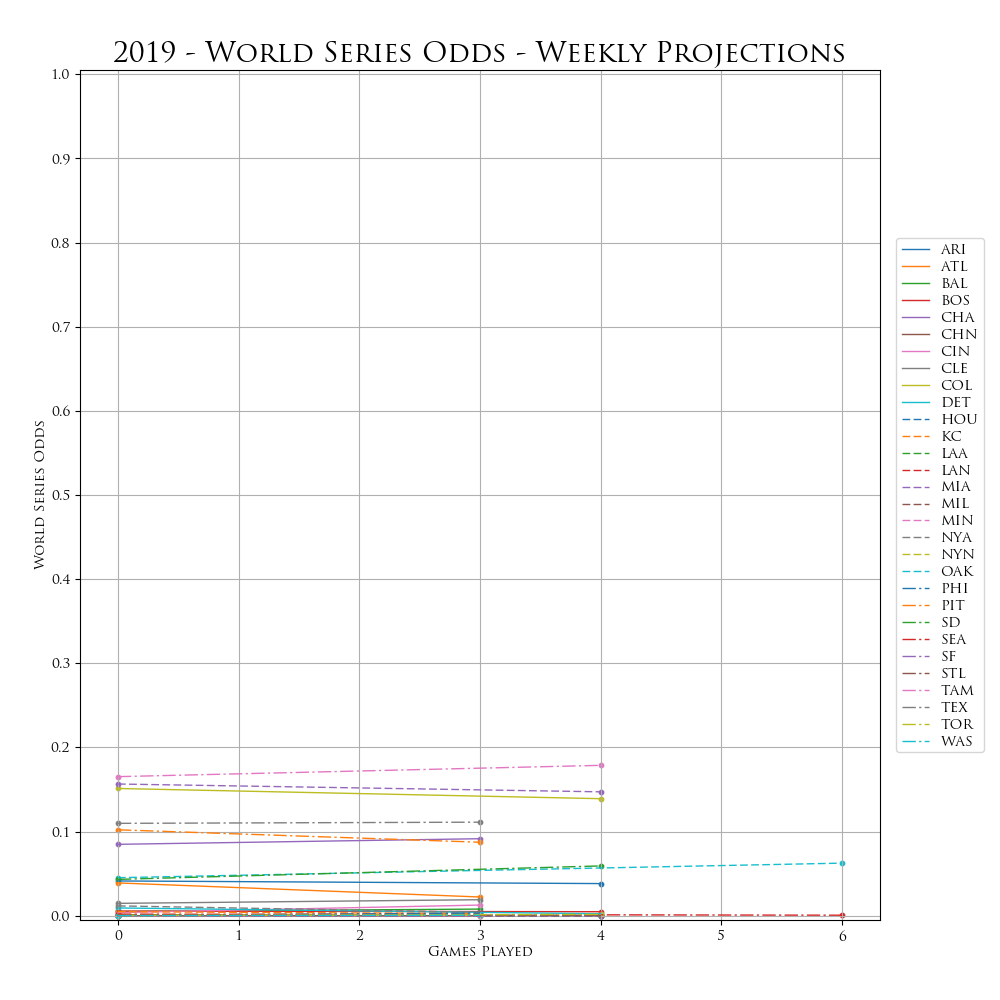 2019 - World Series Odds - Weekly Projections
1.0
0.9
0.8
0.7
0.6
0.5
0.4
0.3
0.2
0.1
0.0
World Series Odds
0 1 2 3 4 5 6
Games Played
ARI
ATL
BAL
BOS
CHA
CHN
CIN
CLE
COL
DET
HOU
KC
LAA
LAN
MIA
MIL
MIN
NYA
NYN
OAK
PHI
PIT
SD
SEA
SF
STL
TAM
TEX
TOR
WAS